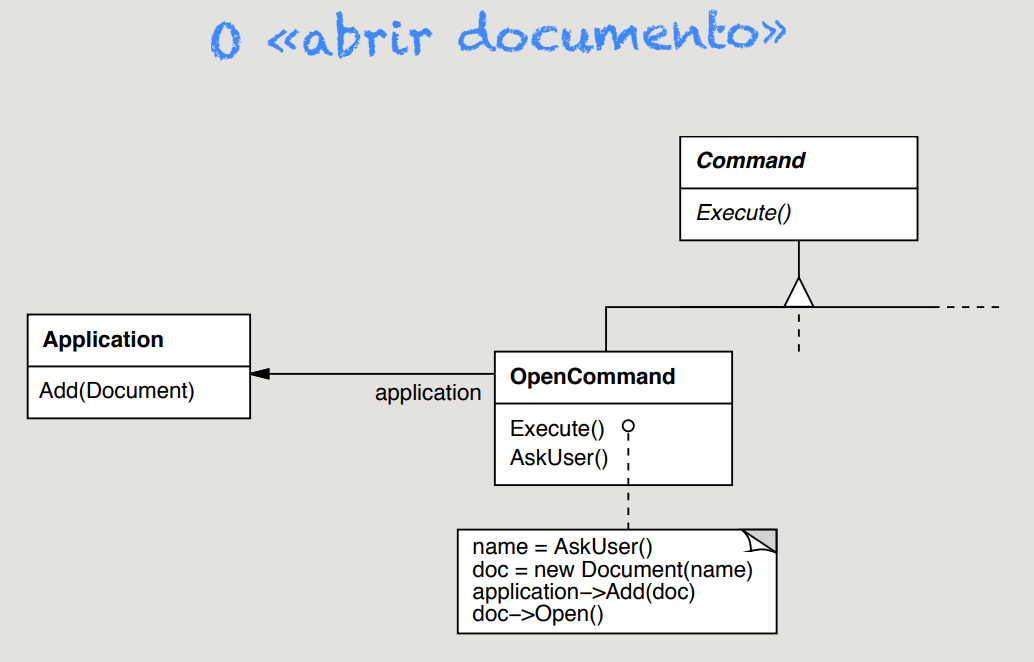 O «abrir documento»
Command
Execute()
Application
Add(Document)
application
OpenCommand
Execute()
AskUser()
name = AskUser()
doc = new Document(name)
application–>Add(doc)
doc–>Open()